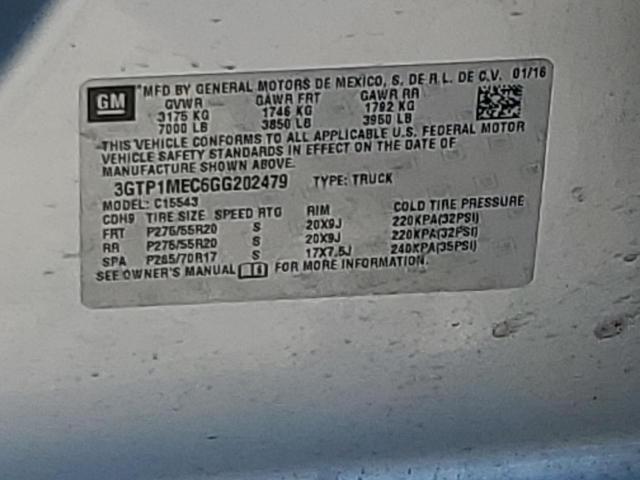 GM
MFD BY GENERAL MOTORS DE MEXICO, S. DE R.L. DE C.V. 01/16
GVWR GAWR FRT GAWR RR
3175 KG 1746 KG 1792 KG
7000 LB 3850 LB 3950 LB
THIS VEHICLE CONFORMS TO ALL APPLICABLE U.S. FEDERAL MOTOR
VEHICLE SAFETY STANDARDS IN EFFECT ON THE DATE OF
MANUFACTURE SHOWN ABOVE.
3GTP1MEC6GG202479 TYPE: TRUCK
MODEL: C15543
CDH9 TIRE SIZE SPEED RTG RIM COLD TIRE PRESSURE
FRT P275/55R20 S 20X9J 220KPA(32PSI)
RR P275/55R20 S 20X9J 220KPA(32PSI)
SPA P265/70R17 S 17X7.5J 240KPA(35PSI)
SEE OWNER'S MANUAL FOR MORE INFORMATION.